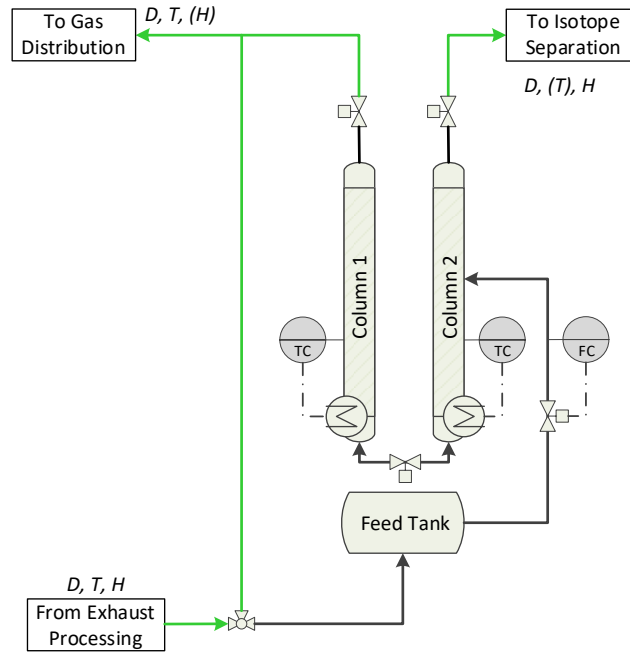 To Gas
Distribution
D, T, (H)
To Isotope
Separation
D, (T), H
Column 1
Column 2
TC
TC
FC
Feed Tank
D, T, H
From Exhaust
Processing